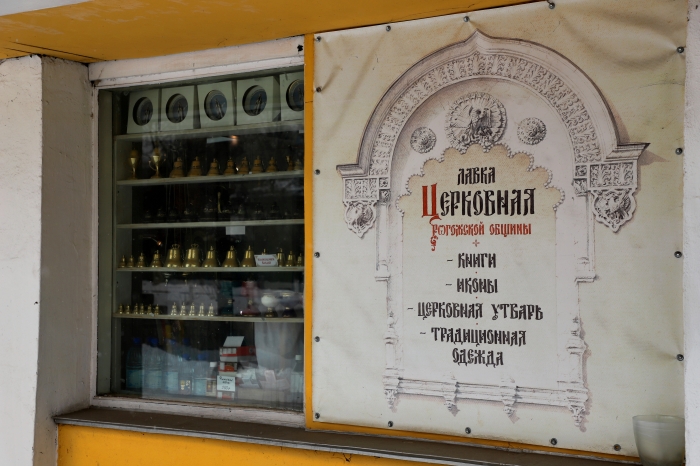 ЛАВКА
ЦЕРКОВНАЯ
РОГОЖСКОЙ ОБЩИНЫ
- КНИГИ
- ИКОНЫ
- ЦЕРКОВНАЯ УТВАРЬ
- ТРАДИЦИОННАЯ
ОДЕЖДА